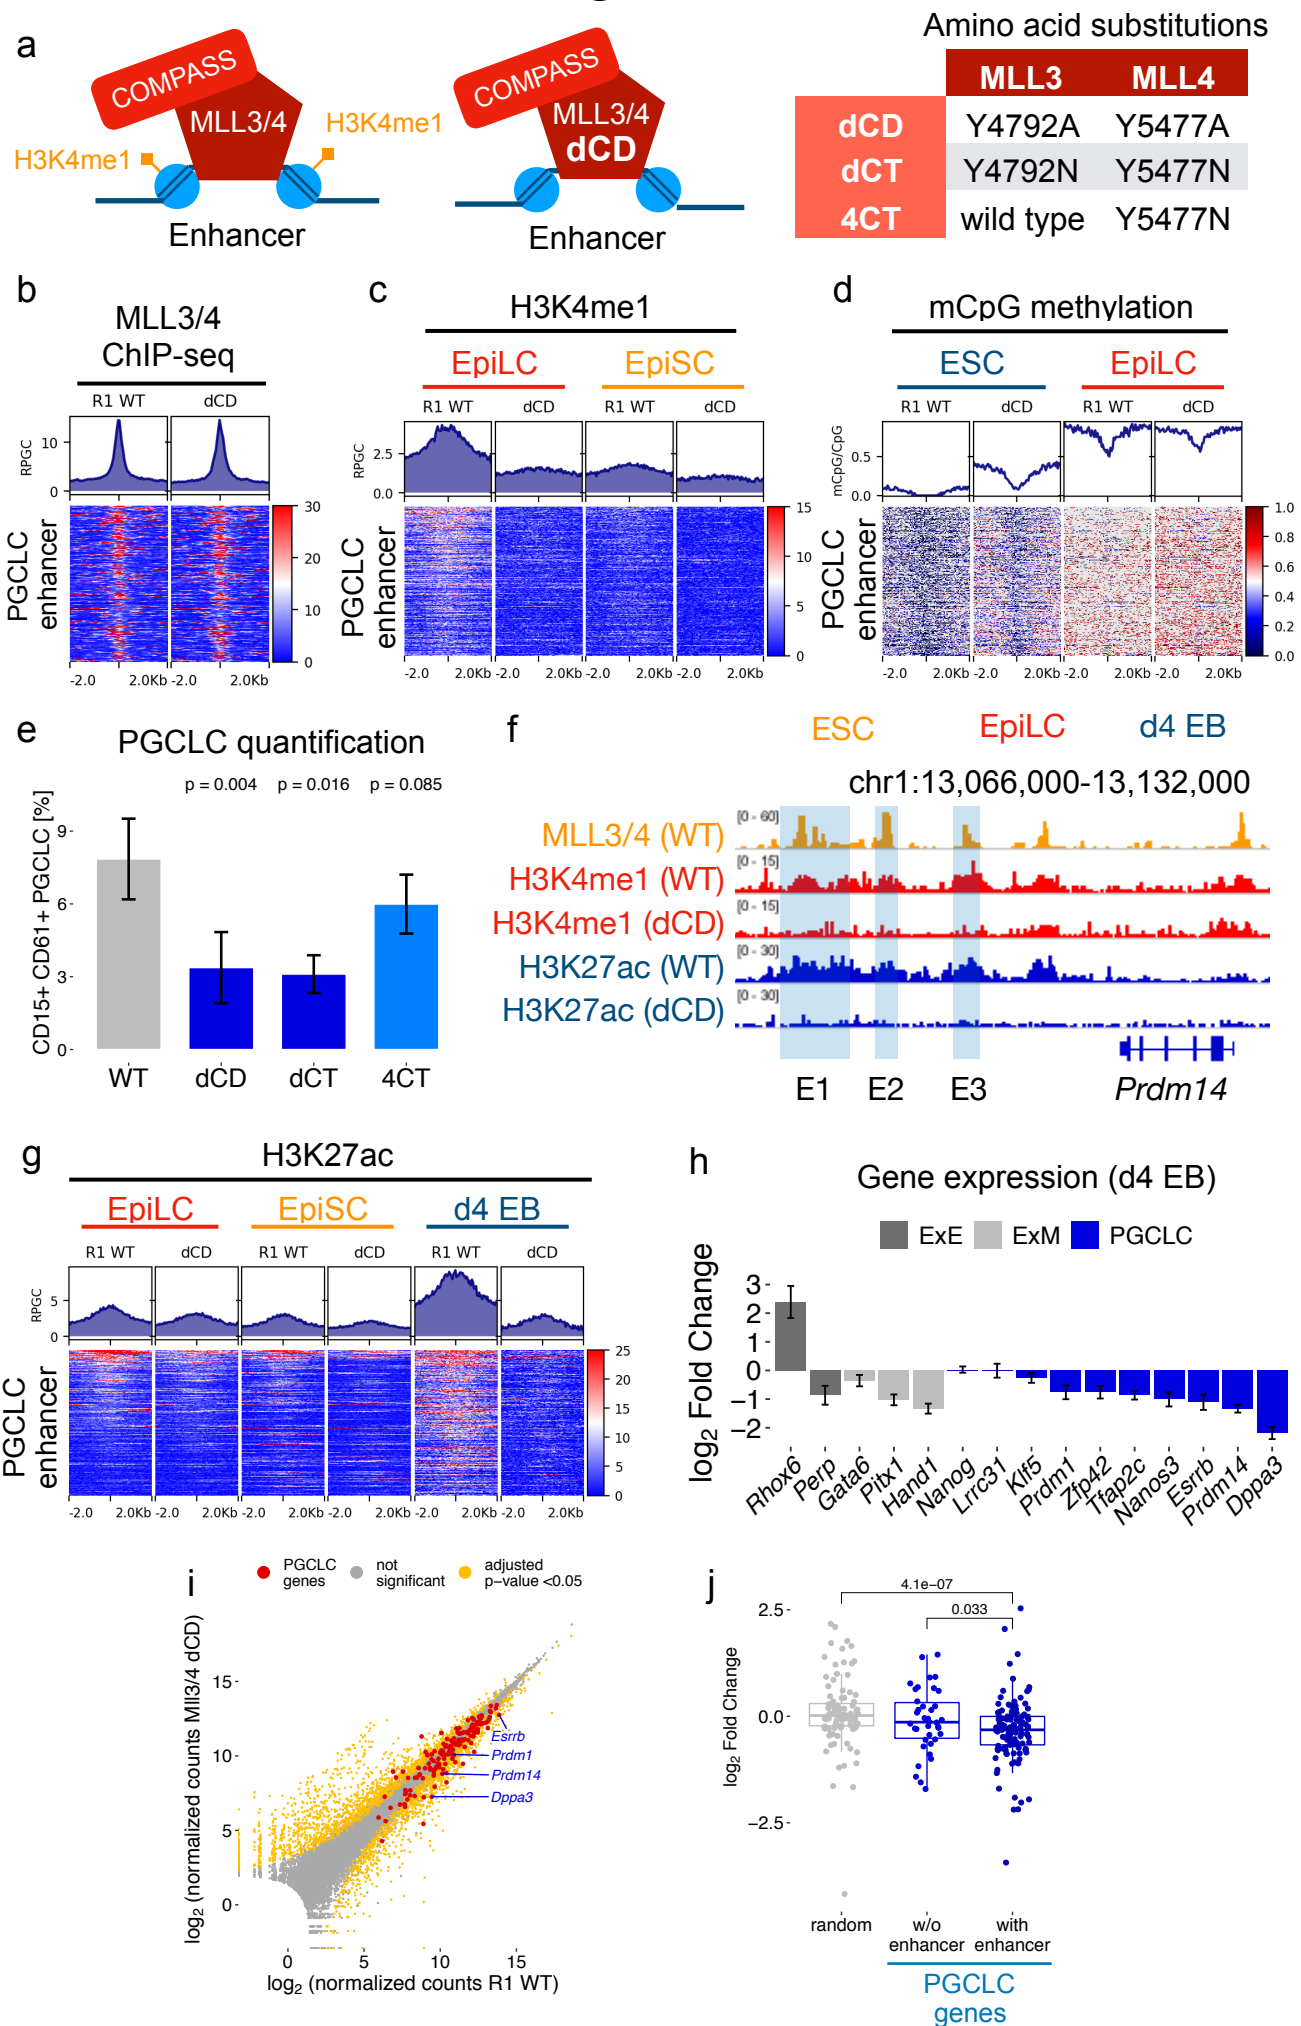 a
COMPASS
MLL3/4
H3K4me1
H3K4me1
Enhancer
COMPASS
MLL3/4
dCD
Enhancer
Amino acid substitutions
MLL3 MLL4
dCD Y4792A Y5477A
dCT Y4792N Y5477N
4CT wild type Y5477N
b
MLL3/4
ChIP-seq
R1 WT dCD
RPGC
10
0
PGCLC
enhancer
30
20
10
0
-2.0 2.0Kb -2.0 2.0Kb
c
H3K4me1
EpiLC EpiSC
R1 WT dCD R1 WT dCD
RPGC
2.5
0.0
PGCLC
enhancer
15
10
5
0
-2.0 2.0Kb -2.0 2.0Kb -2.0 2.0Kb -2.0 2.0Kb
d
mCpG methylation
ESC EpiLC
R1 WT dCD R1 WT dCD
mCpG/CpG
0.5
0.0
PGCLC
enhancer
1.0
0.8
0.6
0.4
0.2
0.0
-2.0 2.0Kb -2.0 2.0Kb -2.0 2.0Kb -2.0 2.0Kb
e
PGCLC quantification
p = 0.004 p = 0.016 p = 0.085
CD15+ CD61+ PGCLC [%]
9
6
3
0
WT dCD dCT 4CT
f
ESC EpiLC d4 EB
chr1:13,066,000-13,132,000
MLL3/4 (WT) [0 - 60]
H3K4me1 (WT) [0 - 15]
H3K4me1 (dCD) [0 - 15]
H3K27ac (WT) [0 - 30]
H3K27ac (dCD) [0 - 30]
E1 E2 E3 Prdm14
g
H3K27ac
EpiLC EpiSC d4 EB
R1 WT dCD R1 WT dCD R1 WT dCD
RPGC
5
0
PGCLC
enhancer
25
20
15
10
5
0
-2.0 2.0Kb -2.0 2.0Kb -2.0 2.0Kb -2.0 2.0Kb -2.0 2.0Kb -2.0 2.0Kb
h
Gene expression (d4 EB)
ExE ExM PGCLC
log2 Fold Change
3
2
1
0
−1
−2
Rhox6 Perp Gata6 Pitx1 Hand1 Nanog Lrrc31 Klf5 Prdm1 Zfp42 Tfap2c Nanos3 Esrrb Prdm14 Dppa3
i
PGCLC genes
not significant
adjusted p-value <0.05
log2 (normalized counts Mll3/4 dCD)
15
10
5
0
Esrrb
Prdm1
Prdm14
Dppa3
0 5 10 15
log2 (normalized counts R1 WT)
j
4.1e−07
0.033
log2 Fold Change
2.5
0.0
−2.5
random w/o enhancer with enhancer
PGCLC
genes